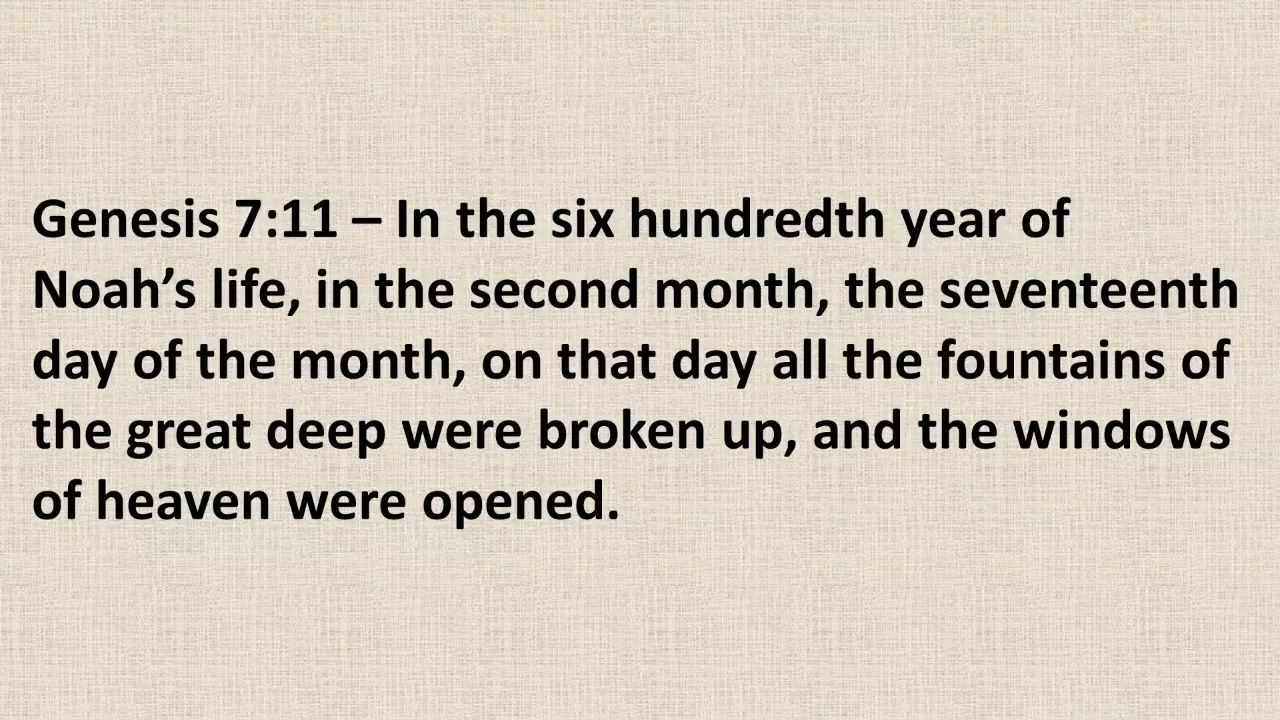 Genesis 7:11 – In the six hundredth year of
Noah’s life, in the second month, the seventeenth
day of the month, on that day all the fountains of
the great deep were broken up, and the windows
of heaven were opened.